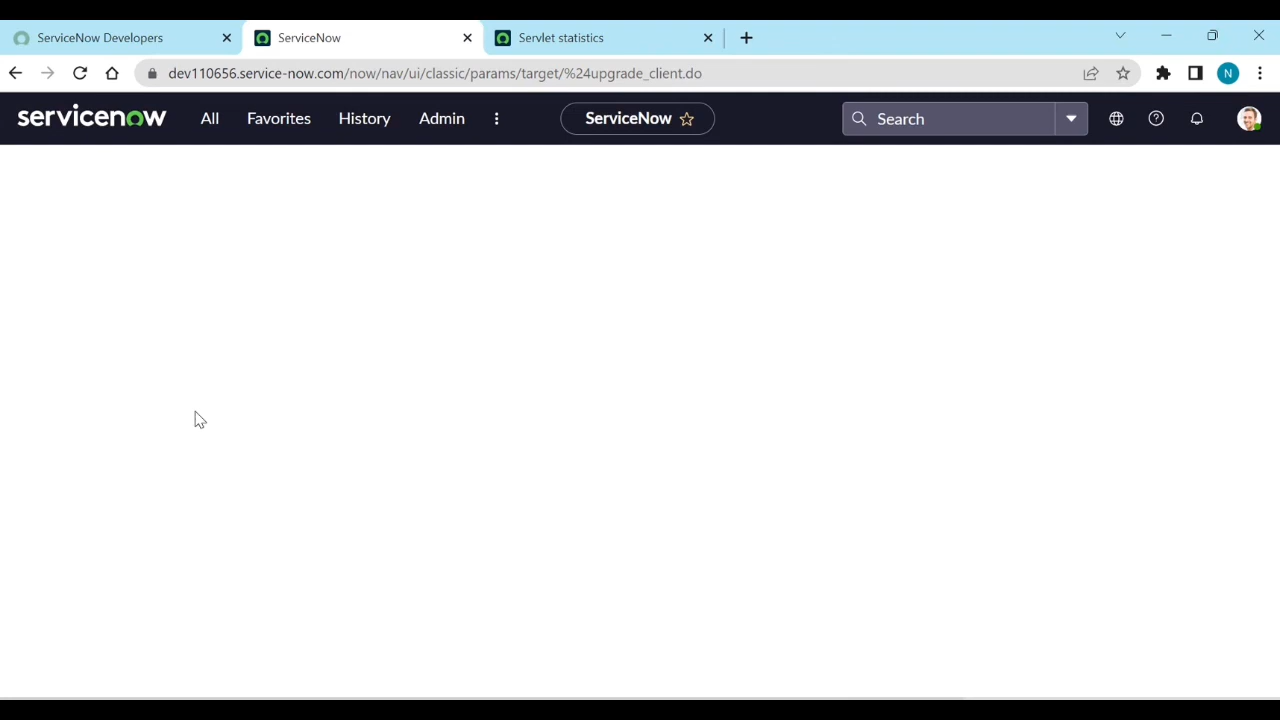 ServiceNow Developers
ServiceNow
Servlet statistics
dev110656.service-now.com/now/nav/ui/classic/params/target/%24upgrade_client.do
N
servicenow
All
Favorites
History
Admin
ServiceNow
Search